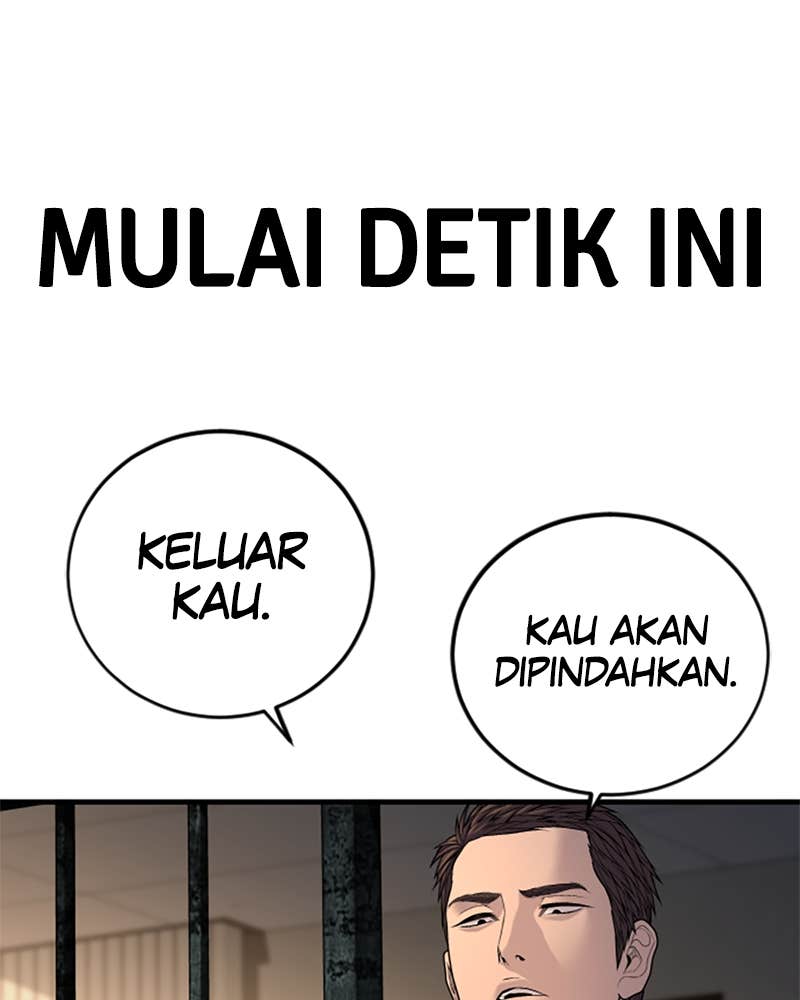 MULAI DETIK INI
KELUAR
KAU.
KAU AKAN
DIPINDAHKAN.